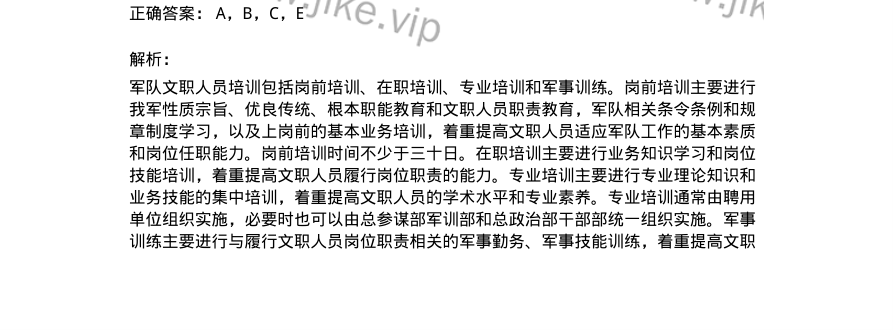 正确答案： A，B，C，E
jike.vip
解析：
军队文职人员培训包括岗前培训、在职培训、专业培训和军事训练。岗前培训主要进行
我军性质宗旨、优良传统、根本职能教育和文职人员职责教育，军队相关条令条例和规
章制度学习，以及上岗前的基本业务培训，着重提高文职人员适应军队工作的基本素质
和岗位任职能力。岗前培训时间不少于三十日。在职培训主要进行业务知识学习和岗位
技能培训，着重提高文职人员履行岗位职责的能力。专业培训主要进行专业理论知识和
业务技能的集中培训，着重提高文职人员的学术水平和专业素养。专业培训通常由聘用
单位组织实施，必要时也可以由总参谋部军训部和总政治部干部部统一组织实施。军事
训练主要进行与履行文职人员岗位职责相关的军事勤务、军事技能训练，着重提高文职